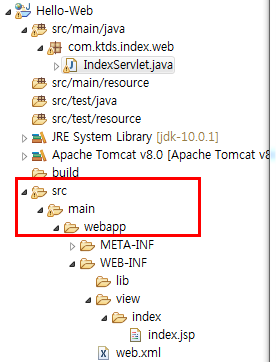 Hello-Web
src/main/java
com.ktds.index.web
IndexServlet.java
src/main/resource
src/test/java
src/test/resource
JRE System Library [jdk-10.0.1]
Apache Tomcat v8.0 [Apache Tomcat v8
build
src
main
webapp
META-INF
WEB-INF
lib
view
index
index.jsp
web.xml